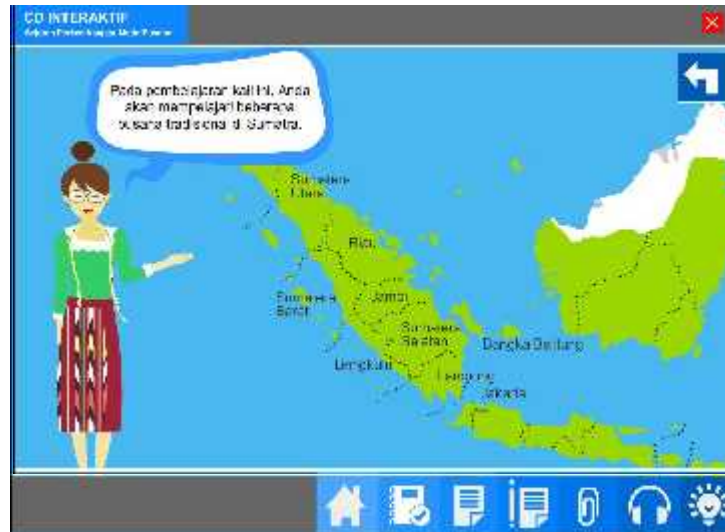 CD INTERAKTIF
Pada pembelajaran kali ini, Anda
akan mempelajari beberapa
busana tradisional di Sumatra.
Sumatera
Utara
Riau
Jambi
Sumatera
Barat
Sumatera
Selatan
Bangka Belitung
Bengkulu
Lampung
Jakarta